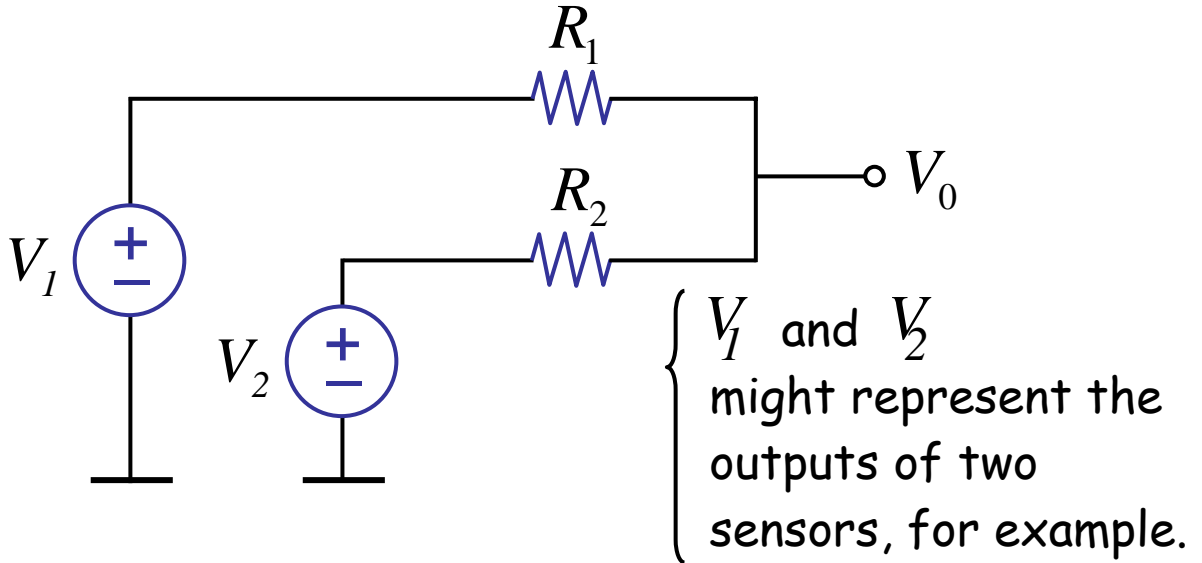 R₁
R₂
V₀
V₁
+
−
V₂
+
−
V₁ and V₂
might represent the
outputs of two
sensors, for example.